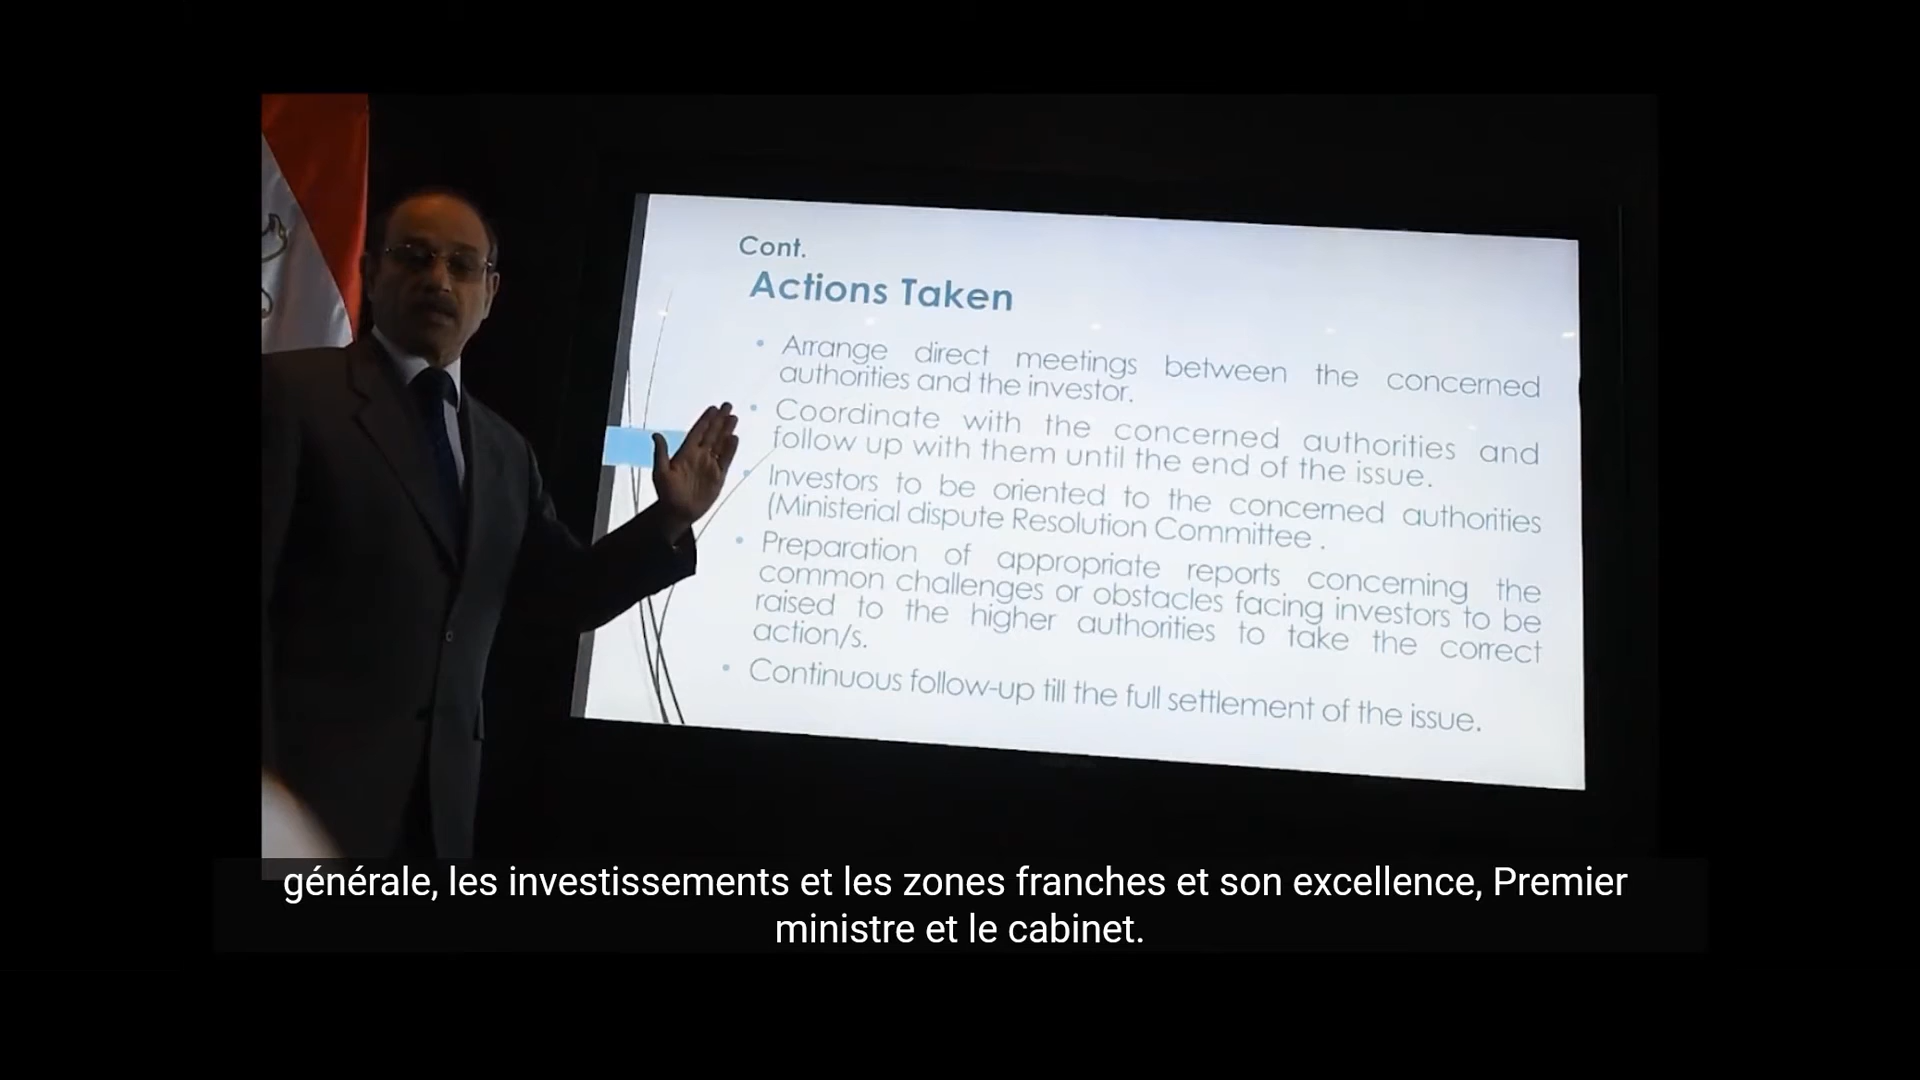 Cont.
Actions Taken
• Arrange direct meetings between the concerned
authorities and the investor.
• Coordinate with the concerned authorities and
follow up with them until the end of the issue.
• Investors to be oriented to the concerned authorities
(Ministerial dispute Resolution Committee .
• Preparation of appropriate reports concerning the
common challenges or obstacles facing investors to be
raised to the higher authorities to take the correct
action/s.
• Continuous follow-up till the full settlement of the issue.
générale, les investissements et les zones franches et son excellence, Premier
ministre et le cabinet.